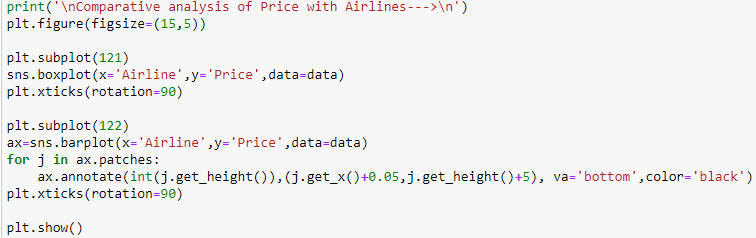 print('\nComparative analysis of Price with Airlines--->\n')
plt.figure(figsize=(15,5))
plt.subplot(121)
sns.boxplot(x='Airline',y='Price',data=data)
plt.xticks(rotation=90)
plt.subplot(122)
ax=sns.barplot(x='Airline',y='Price',data=data)
for j in ax.patches:
    ax.annotate(int(j.get_height()),(j.get_x()+0.05,j.get_height()+5), va='bottom',color='black')
plt.xticks(rotation=90)
plt.show()